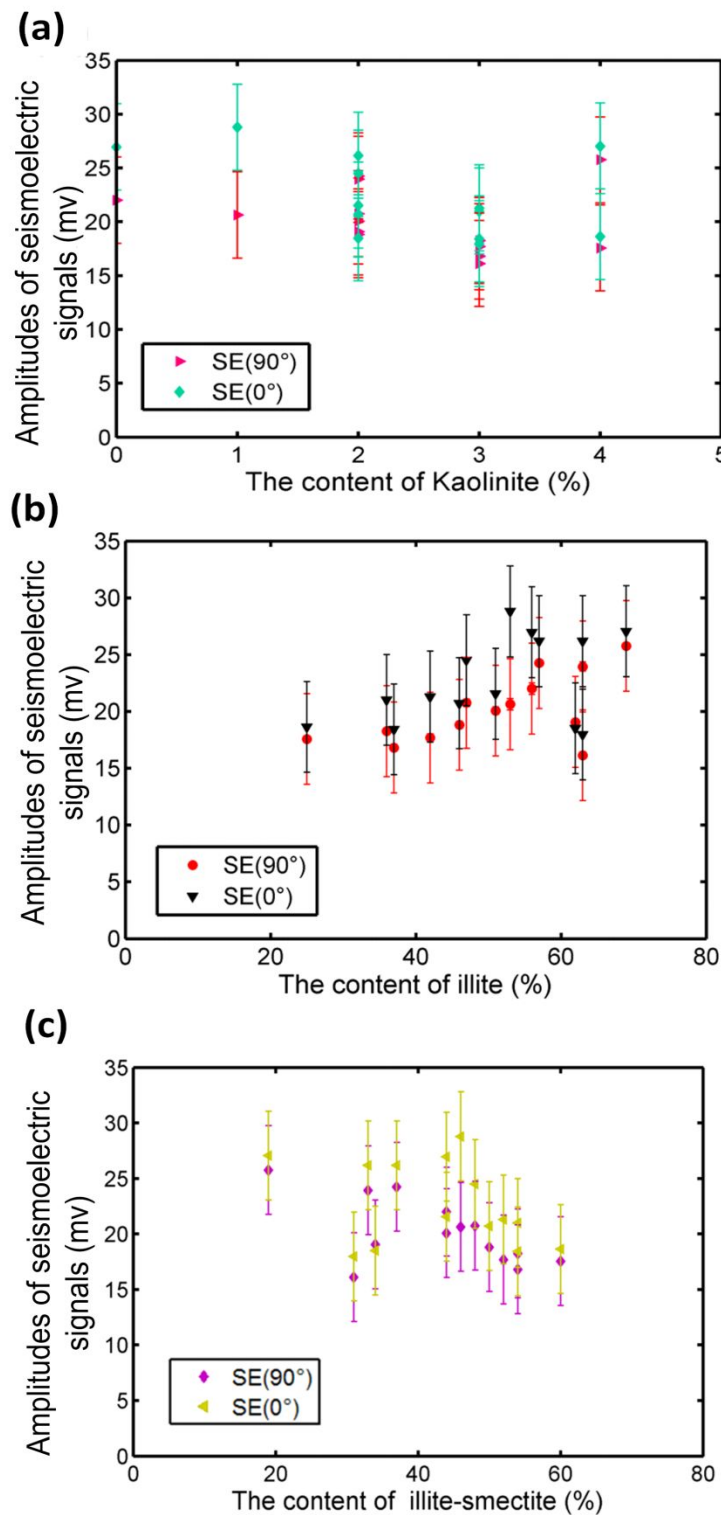 (a)
35
30
25
20
15
10
5
0
Amplitudes of seismoelectric
signals (mv)
SE(90°)
SE(0°)
0 1 2 3 4 5
The content of Kaolinite (%)
(b)
35
30
25
20
15
10
5
0
Amplitudes of seismoelectric
signals (mv)
SE(90°)
SE(0°)
0 20 40 60 80
The content of illite (%)
(c)
35
30
25
20
15
10
5
0
Amplitudes of seismoelectric
signals (mv)
SE(90°)
SE(0°)
0 20 40 60 80
The content of illite-smectite (%)